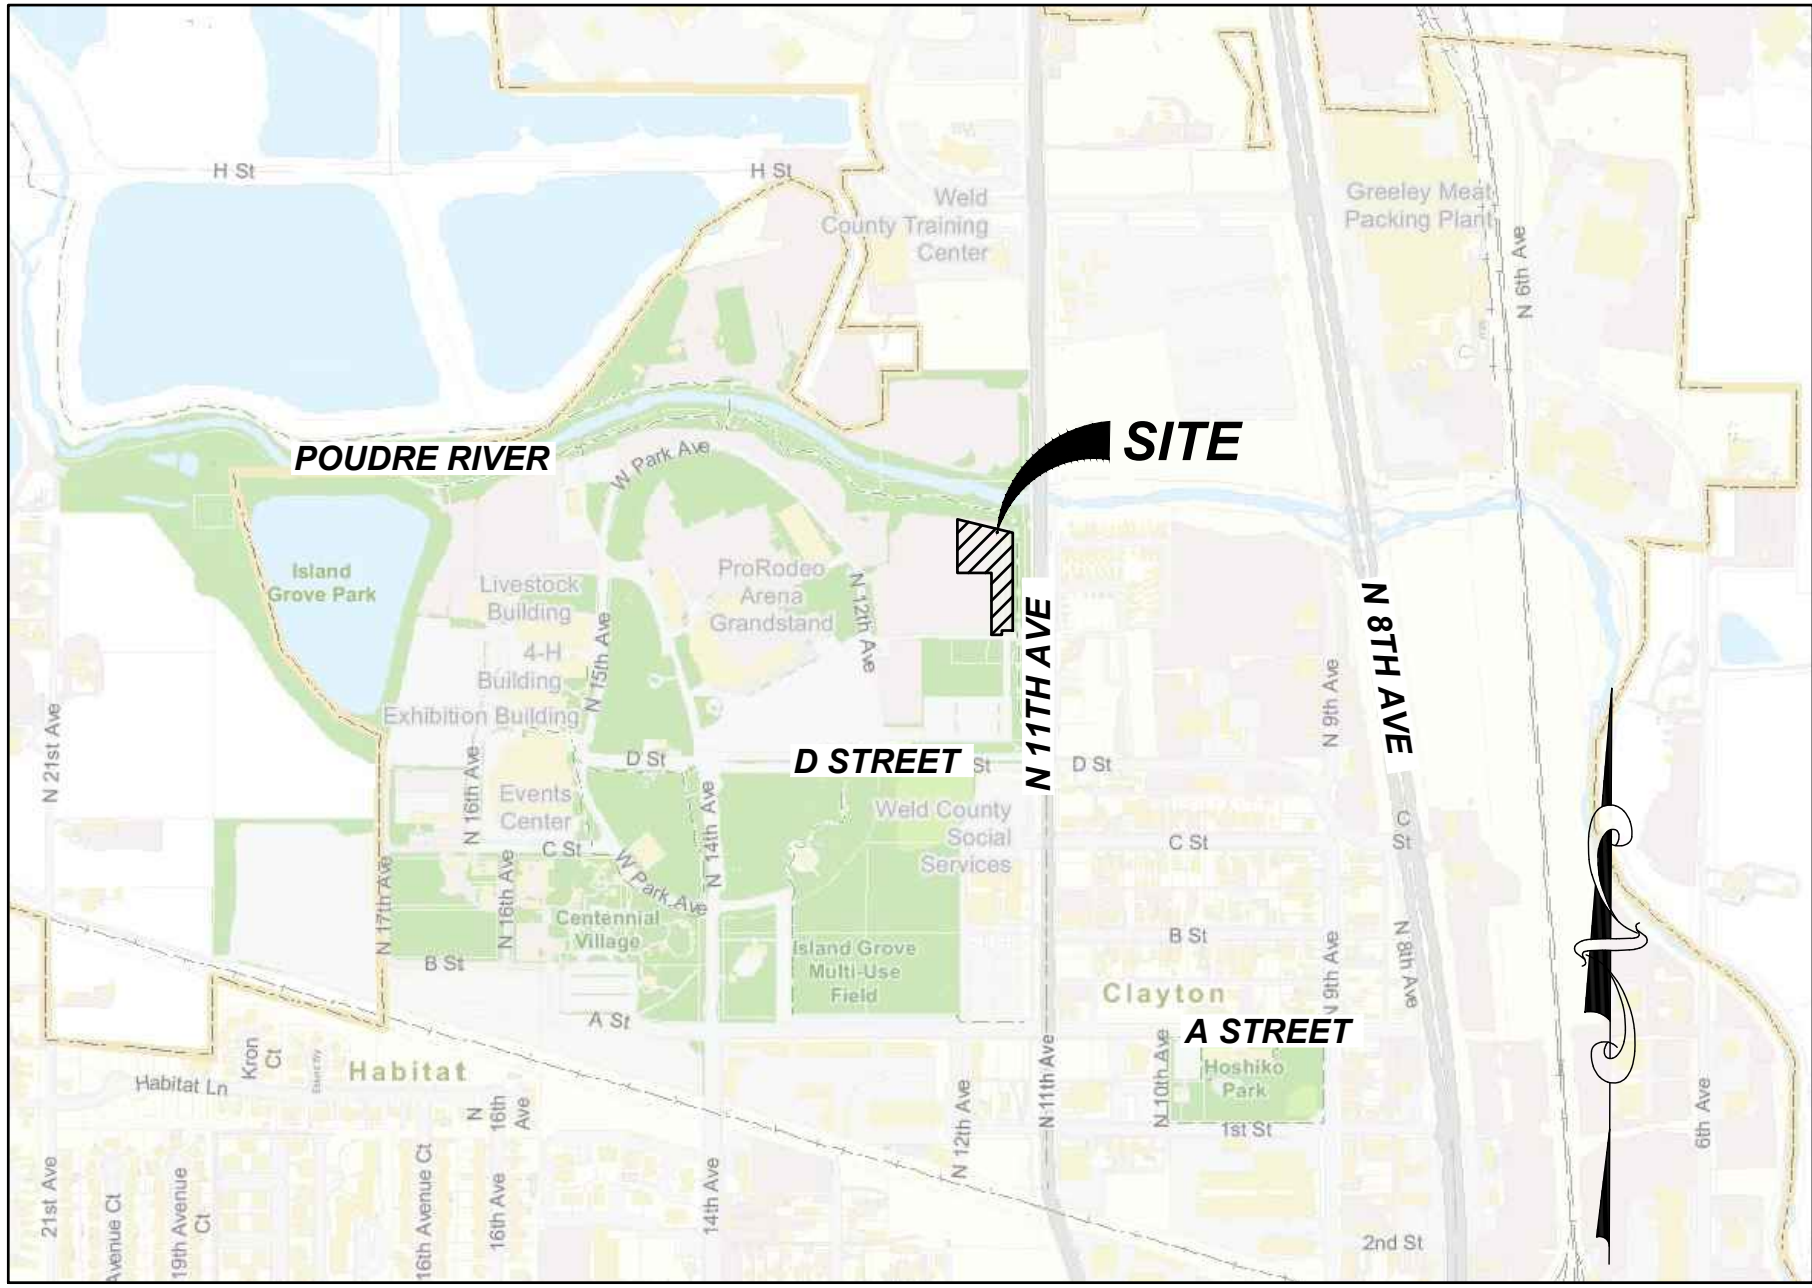 H St
H St
Weld
County Training
Center
Greeley Meat
Packing Plant
N 6th Ave
SITE
POUDRE RIVER
W Park Ave
Island
Grove Park
Livestock
Building
ProRodeo
Arena
Grandstand
N 12th Ave
N 15th Ave
4-H
Building
Exhibition Building
N 11TH AVE
N 8TH AVE
N 9th Ave
N 21st Ave
D St
D STREET
St
D St
N 16th Ave
Events
Center
N 14th Ave
Weld County
Social
Services
C St
C St
C
St
W Park Ave
N 17th Ave
N 16th Ave
Centennial
Village
B St
Island Grove
Multi-Use
Field
B St
N 9th Ave
N 8th Ave
Clayton
A St
A STREET
Kron
Ct
Habitat Ln
Habitat
N
16th
Ave
N 12th Ave
N 11th Ave
N 10th Ave
Hoshiko
Park
1st St
6th Ave
21st Ave
Avenue Ct
19th Avenue
Ct
16th Avenue Ct
16th Ave
14th Ave
2nd St